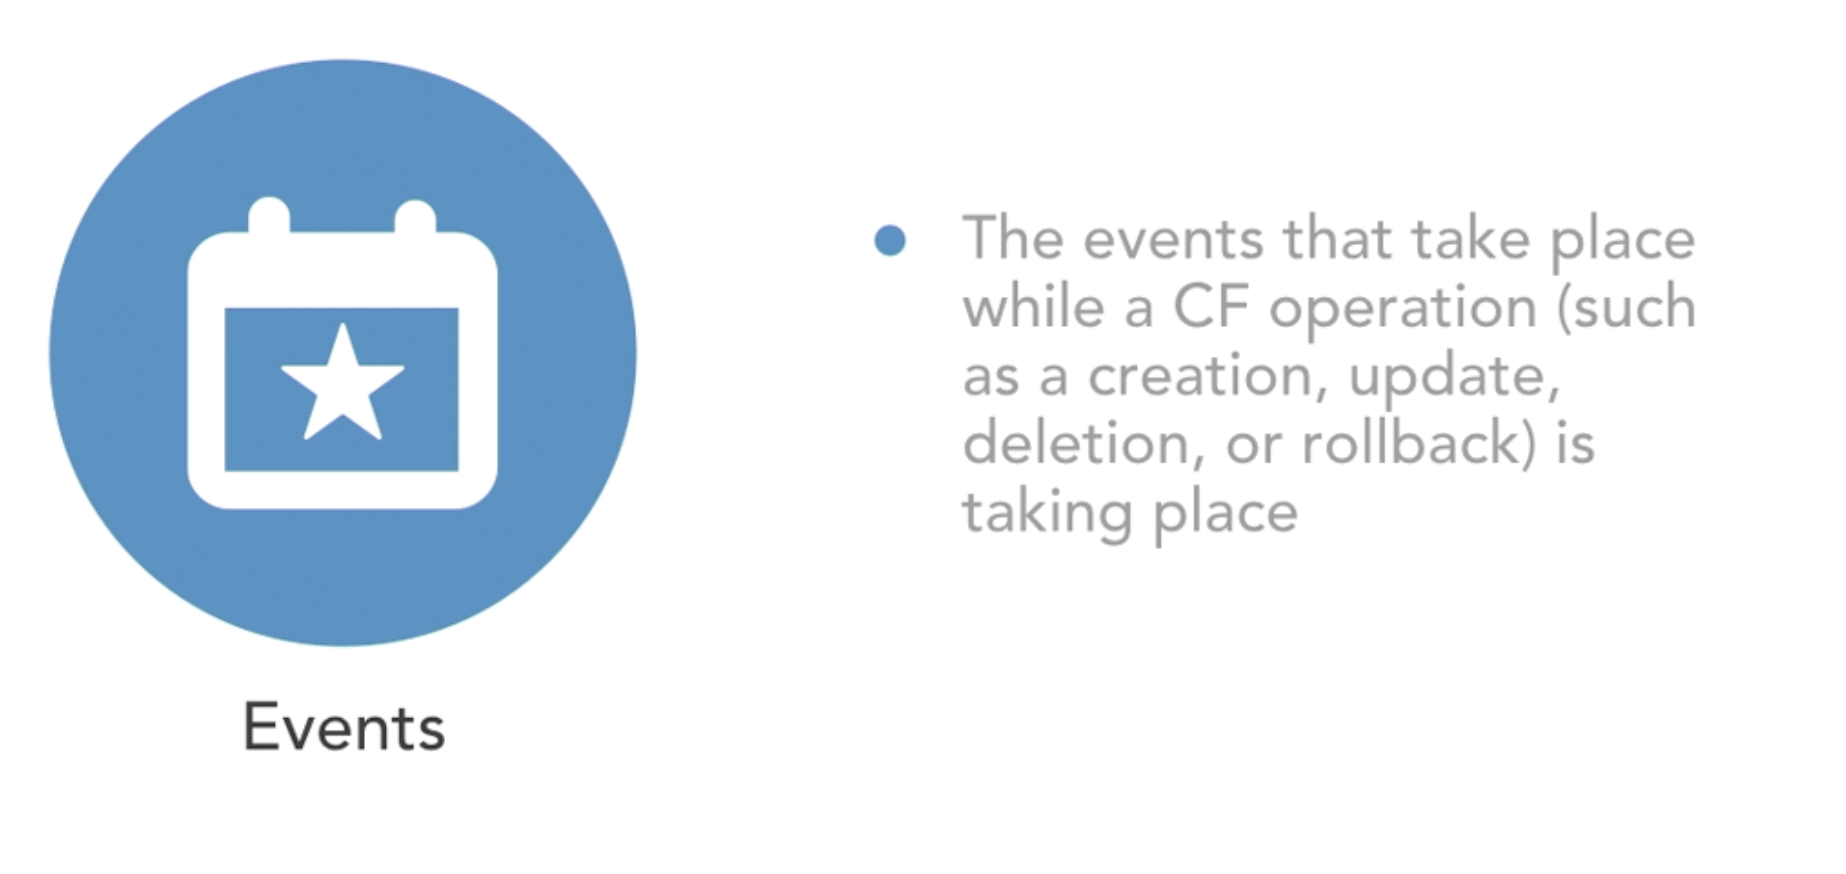 The events that take place
while a CF operation (such
as a creation, update,
deletion, or rollback) is
taking place
Events